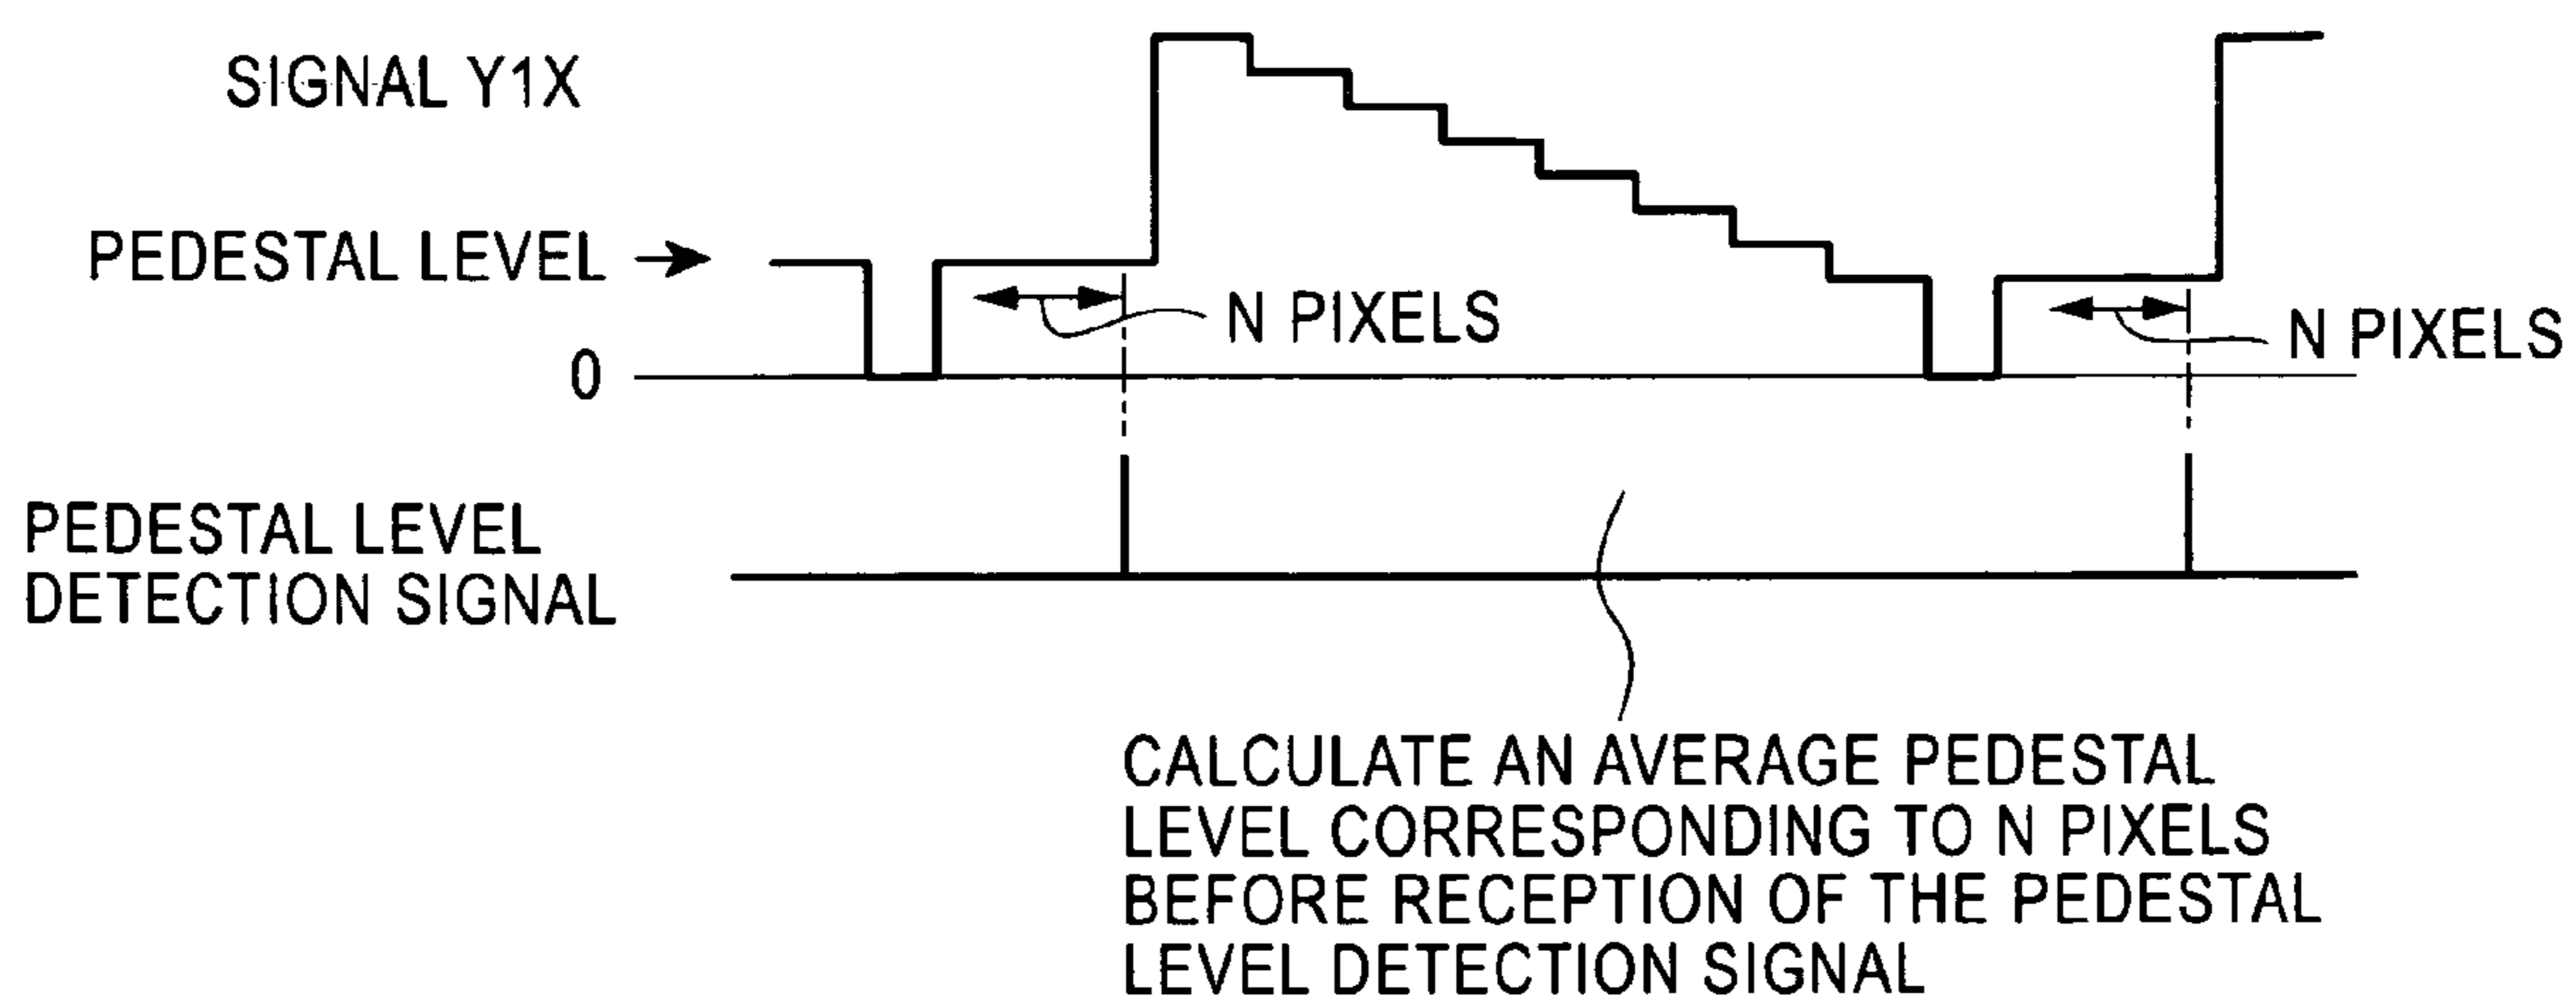 SIGNAL Y1X
PEDESTAL LEVEL
N PIXELS
N PIXELS
0
PEDESTAL LEVEL
DETECTION SIGNAL
CALCULATE AN AVERAGE PEDESTAL
LEVEL CORRESPONDING TO N PIXELS
BEFORE RECEPTION OF THE PEDESTAL
LEVEL DETECTION SIGNAL